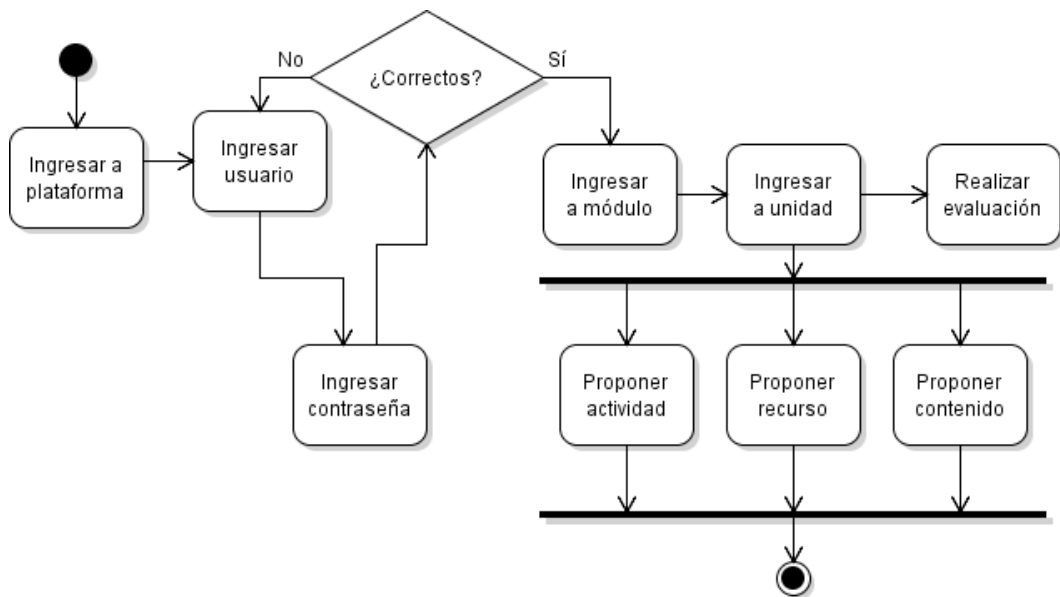 No
¿Correctos?
Sí
Ingresar a
plataforma
Ingresar
usuario
Ingresar
a módulo
Ingresar
a unidad
Realizar
evaluación
Ingresar
contraseña
Proponer
actividad
Proponer
recurso
Proponer
contenido